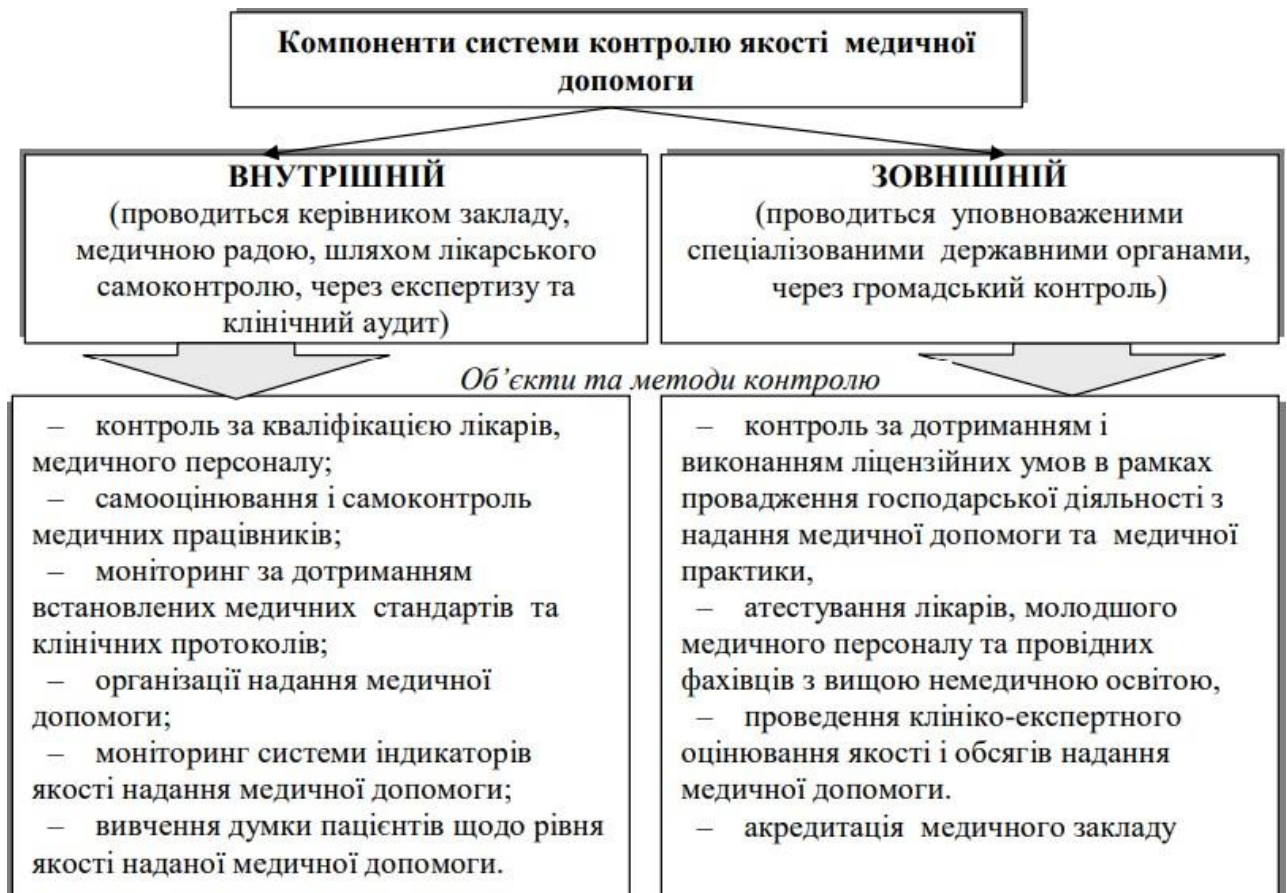 Компоненти системи контролю якості медичної
допомоги
ВНУТРІШНІЙ
(проводиться керівником закладу,
медичною радою, шляхом лікарського
самоконтролю, через експертизу та
клінічний аудит)
ЗОВНІШНІЙ
(проводиться уповноваженими
спеціалізованими державними органами,
через громадський контроль)
Об’єкти та методи контролю
– контроль за кваліфікацією лікарів,
медичного персоналу;
– самооцінювання і самоконтроль
медичних працівників;
– моніторинг за дотриманням
встановлених медичних стандартів та
клінічних протоколів;
– організації надання медичної
допомоги;
– моніторинг системи індикаторів
якості надання медичної допомоги;
– вивчення думки пацієнтів щодо рівня
якості наданої медичної допомоги.
– контроль за дотриманням і
виконанням ліцензійних умов в рамках
провадження господарської діяльності з
надання медичної допомоги та медичної
практики,
– атестування лікарів, молодшого
медичного персоналу та провідних
фахівців з вищою немедичною освітою,
– проведення клініко-експертного
оцінювання якості і обсягів надання
медичної допомоги.
– акредитація медичного закладу